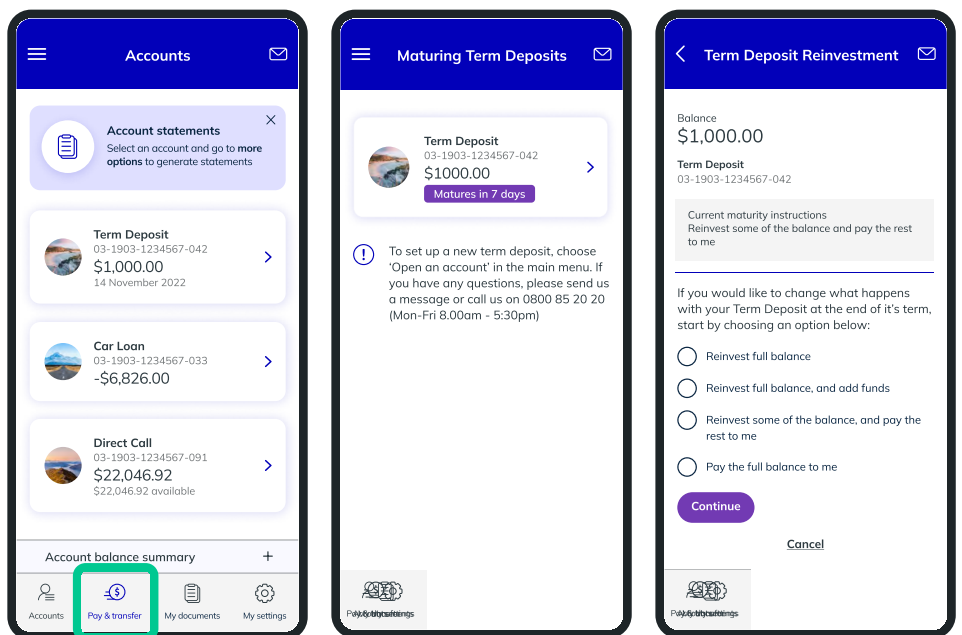 Accounts
Account statements
Select an account and go to more
options to generate statements
Term Deposit
03-1903-1234567-042
$1,000.00
14 November 2022
Car Loan
03-1903-1234567-033
-$6,826.00
Direct Call
03-1903-1234567-091
$22,046.92
$22,046.92 available
Account balance summary
Accounts
Pay & transfer
My documents
My settings
Maturing Term Deposits
Term Deposit
03-1903-1234567-042
$1000.00
Matures in 7 days
To set up a new term deposit, choose
‘Open an account’ in the main menu. If
you have any questions, please send us
a message or call us on 0800 85 20 20
(Mon-Fri 8.00am - 5:30pm)
Term Deposit Reinvestment
Balance
$1,000.00
Term Deposit
03-1903-1234567-042
Current maturity instructions
Reinvest some of the balance and pay the rest
to me
If you would like to change what happens
with your Term Deposit at the end of it’s term,
start by choosing an option below:
Reinvest full balance
Reinvest full balance, and add funds
Reinvest some of the balance, and pay the
rest to me
Pay the full balance to me
Continue
Cancel